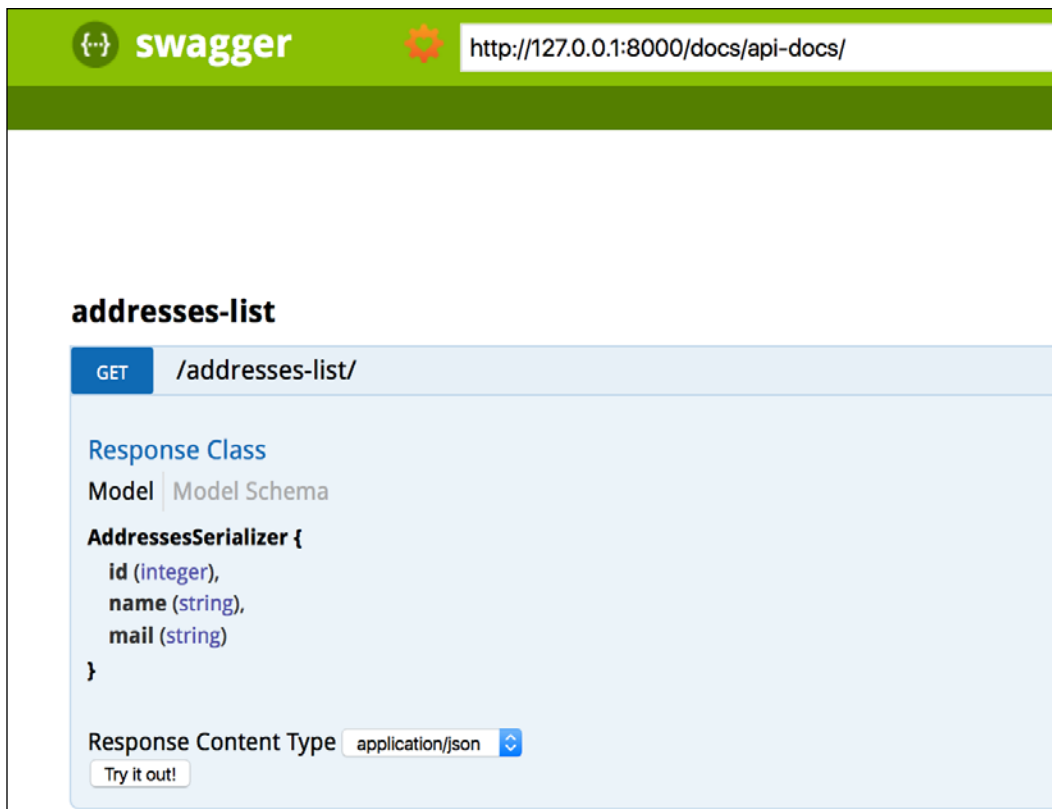 {···} swagger
http://127.0.0.1:8000/docs/api-docs/
addresses-list
GET /addresses-list/
Response Class
Model Model Schema
AddressesSerializer {
id (integer),
name (string),
mail (string)
}
Response Content Type application/json
Try it out!